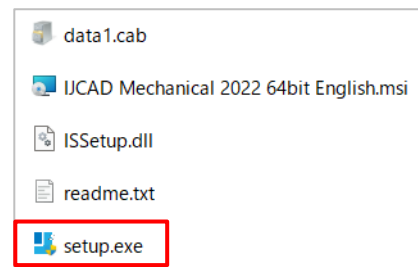 data1.cab
IJCAD Mechanical 2022 64bit English.msi
ISSetup.dll
readme.txt
setup.exe